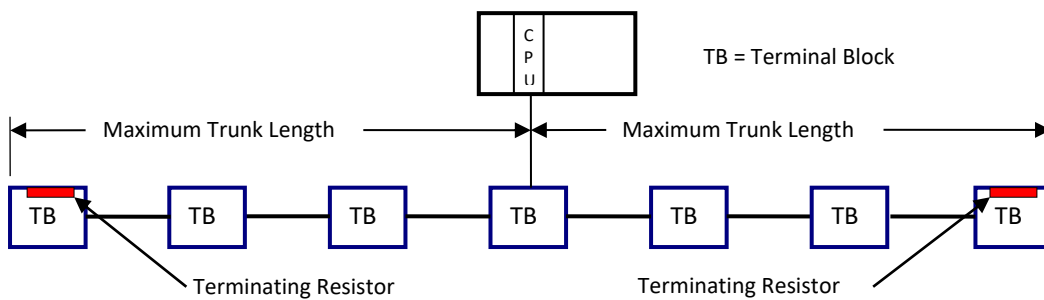 C
P
U
TB = Terminal Block
Maximum Trunk Length
Maximum Trunk Length
TB
TB
TB
TB
TB
TB
TB
Terminating Resistor
Terminating Resistor